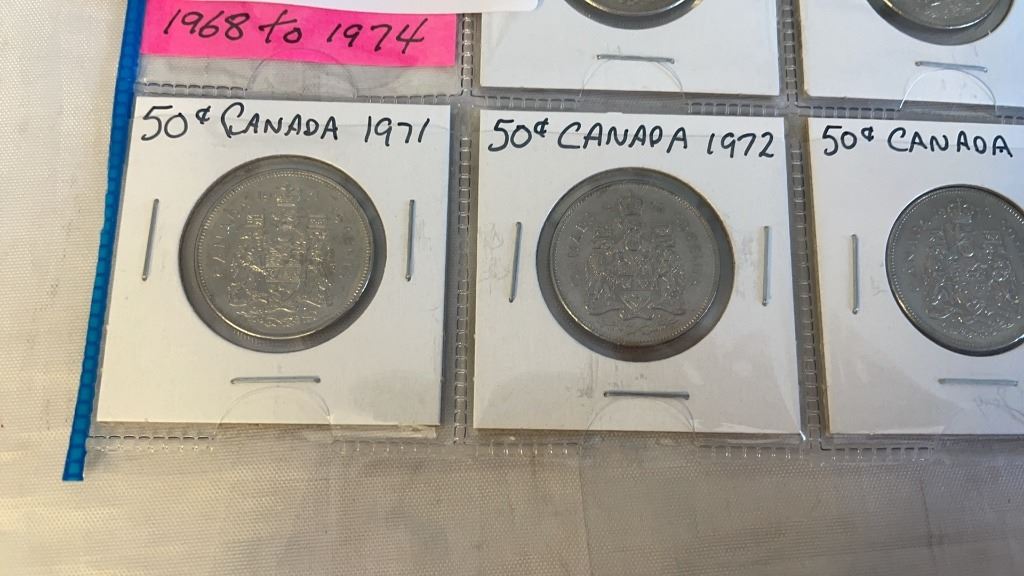 1968 to 1974
50¢ CANADA 1971
50¢ CANADA 1972
50¢ CANADA